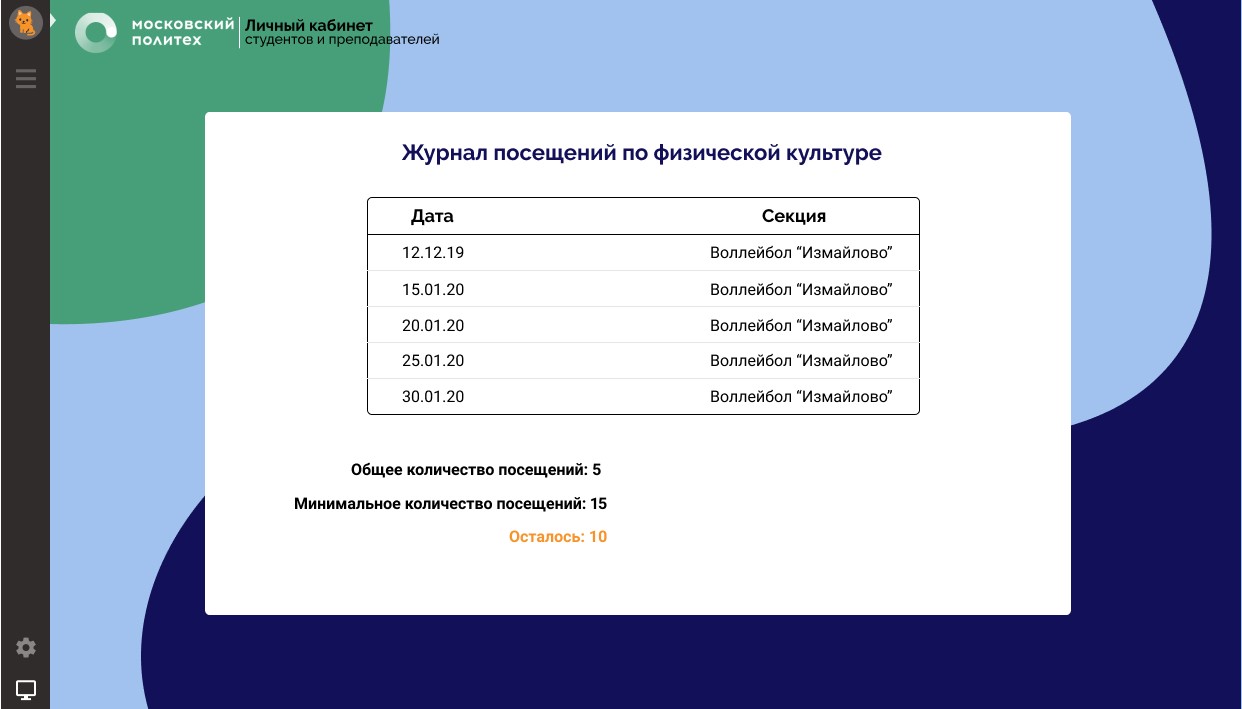 московский
политех
Личный кабинет
студентов и преподавателей
Журнал посещений по физической культуре
Дата Секция
12.12.19 Воллейбол “Измайлово”
15.01.20 Воллейбол “Измайлово”
20.01.20 Воллейбол “Измайлово”
25.01.20 Воллейбол “Измайлово”
30.01.20 Воллейбол “Измайлово”
Общее количество посещений: 5
Минимальное количество посещений: 15
Осталось: 10